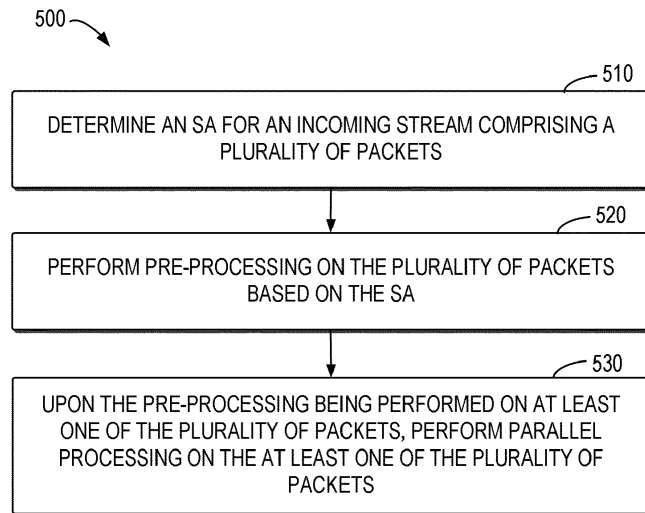 500
510
DETERMINE AN SA FOR AN INCOMING STREAM COMPRISING A
PLURALITY OF PACKETS
520
PERFORM PRE-PROCESSING ON THE PLURALITY OF PACKETS
BASED ON THE SA
530
UPON THE PRE-PROCESSING BEING PERFORMED ON AT LEAST
ONE OF THE PLURALITY OF PACKETS, PERFORM PARALLEL
PROCESSING ON THE AT LEAST ONE OF THE PLURALITY OF
PACKETS